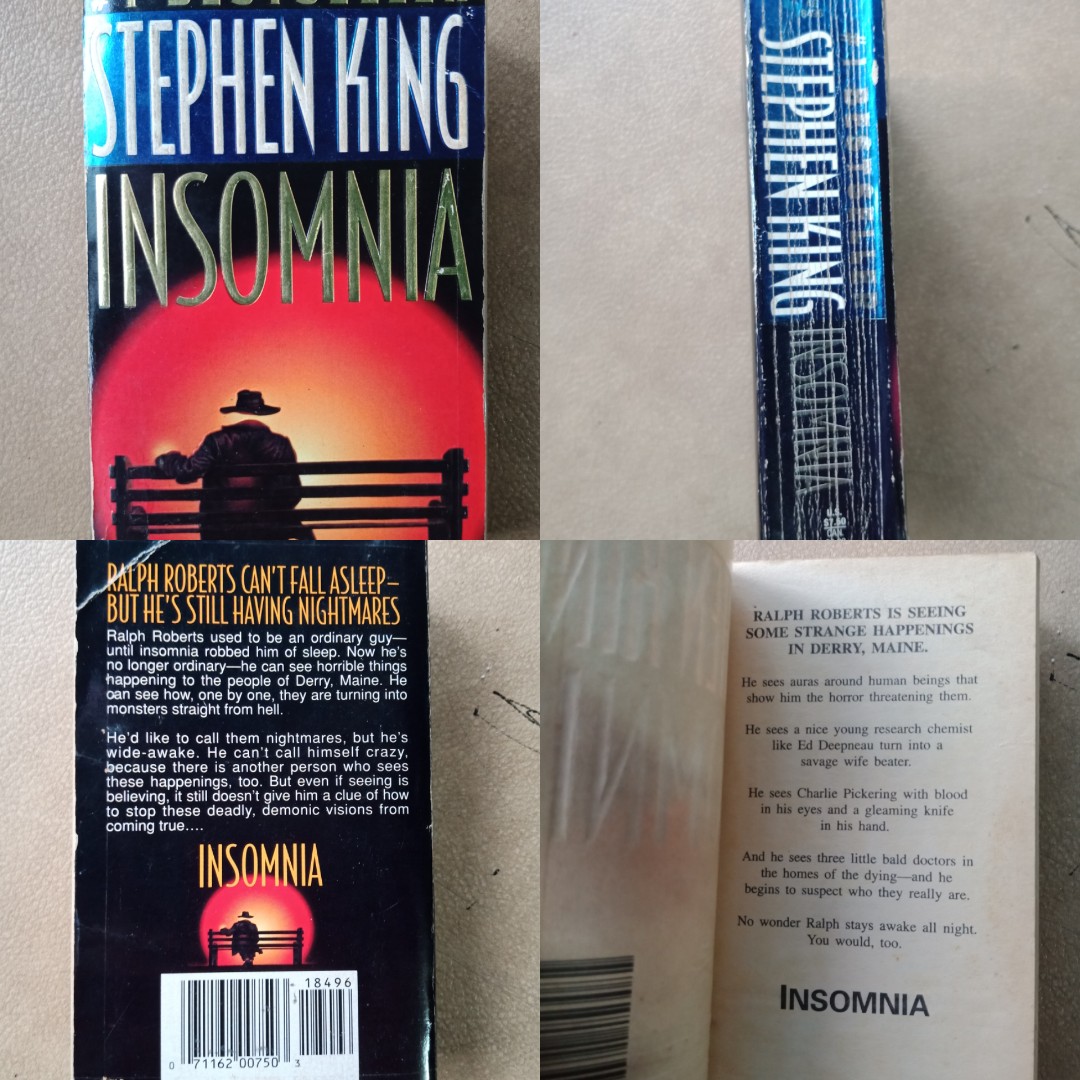 #1 BESTSELLER
STEPHEN KING
INSOMNIA
#1 BESTSELLER
STEPHEN KING
INSOMNIA
U.S.
$7.50
CAN.
RALPH ROBERTS CAN'T FALL ASLEEP—
BUT HE'S STILL HAVING NIGHTMARES
Ralph Roberts used to be an ordinary guy—
until insomnia robbed him of sleep. Now he's
no longer ordinary—he can see horrible things
happening to the people of Derry, Maine. He
can see how, one by one, they are turning into
monsters straight from hell.
He'd like to call them nightmares, but he's
wide-awake. He can't call himself crazy,
because there is another person who sees
these happenings, too. But even if seeing is
believing, it still doesn't give him a clue of how
to stop these deadly, demonic visions from
coming true....
INSOMNIA
18496
0 71162 00750 3
RALPH ROBERTS IS SEEING
SOME STRANGE HAPPENINGS
IN DERRY, MAINE.
He sees auras around human beings that
show him the horror threatening them.
He sees a nice young research chemist
like Ed Deepneau turn into a
savage wife beater.
He sees Charlie Pickering with blood
in his eyes and a gleaming knife
in his hand.
And he sees three little bald doctors in
the homes of the dying—and he
begins to suspect who they really are.
No wonder Ralph stays awake all night.
You would, too.
INSOMNIA